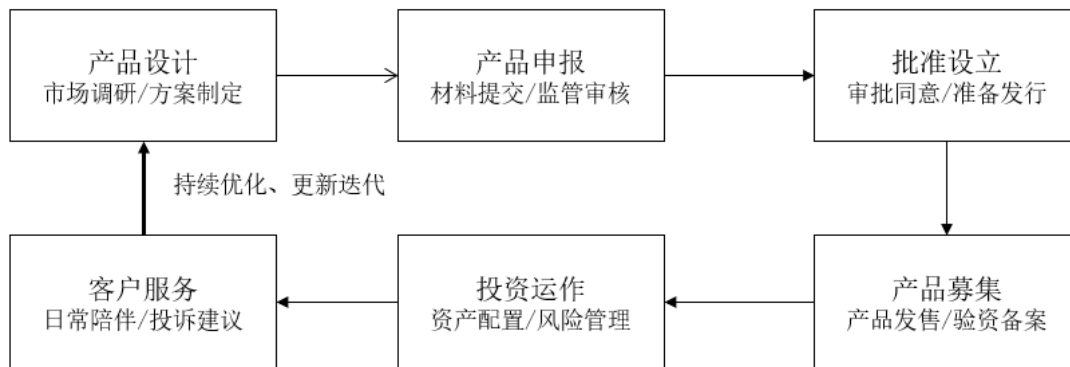 产品设计
市场调研/方案制定
产品申报
材料提交/监管审核
批准设立
审批同意/准备发行
持续优化、更新迭代
客户服务
日常陪伴/投诉建议
投资运作
资产配置/风险管理
产品募集
产品发售/验资备案